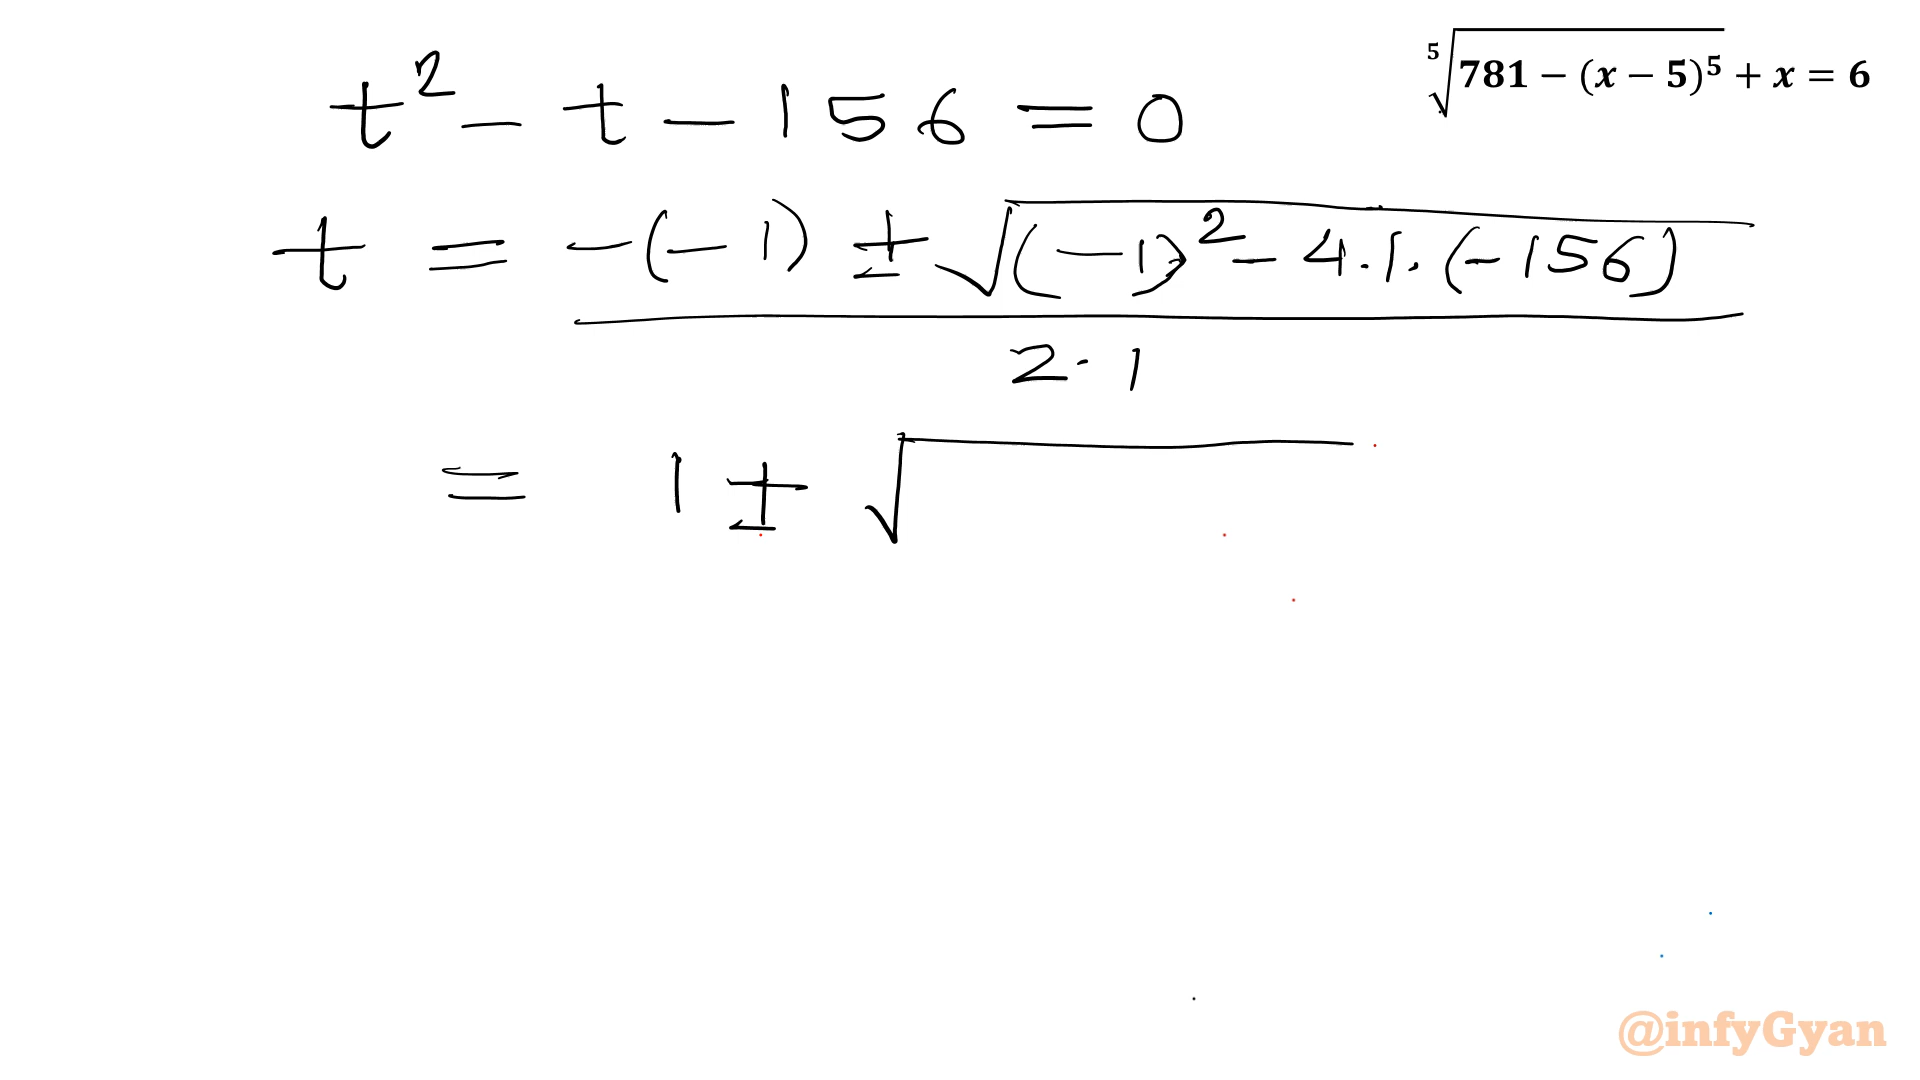 t² - t - 156 = 0
⁵√(781 − (x − 5)⁵) + x = 6
t = (-(-1) ± √((-1)² - 4.1.(-156))) / (2 · 1)
= 1 ± √
@infyGyan